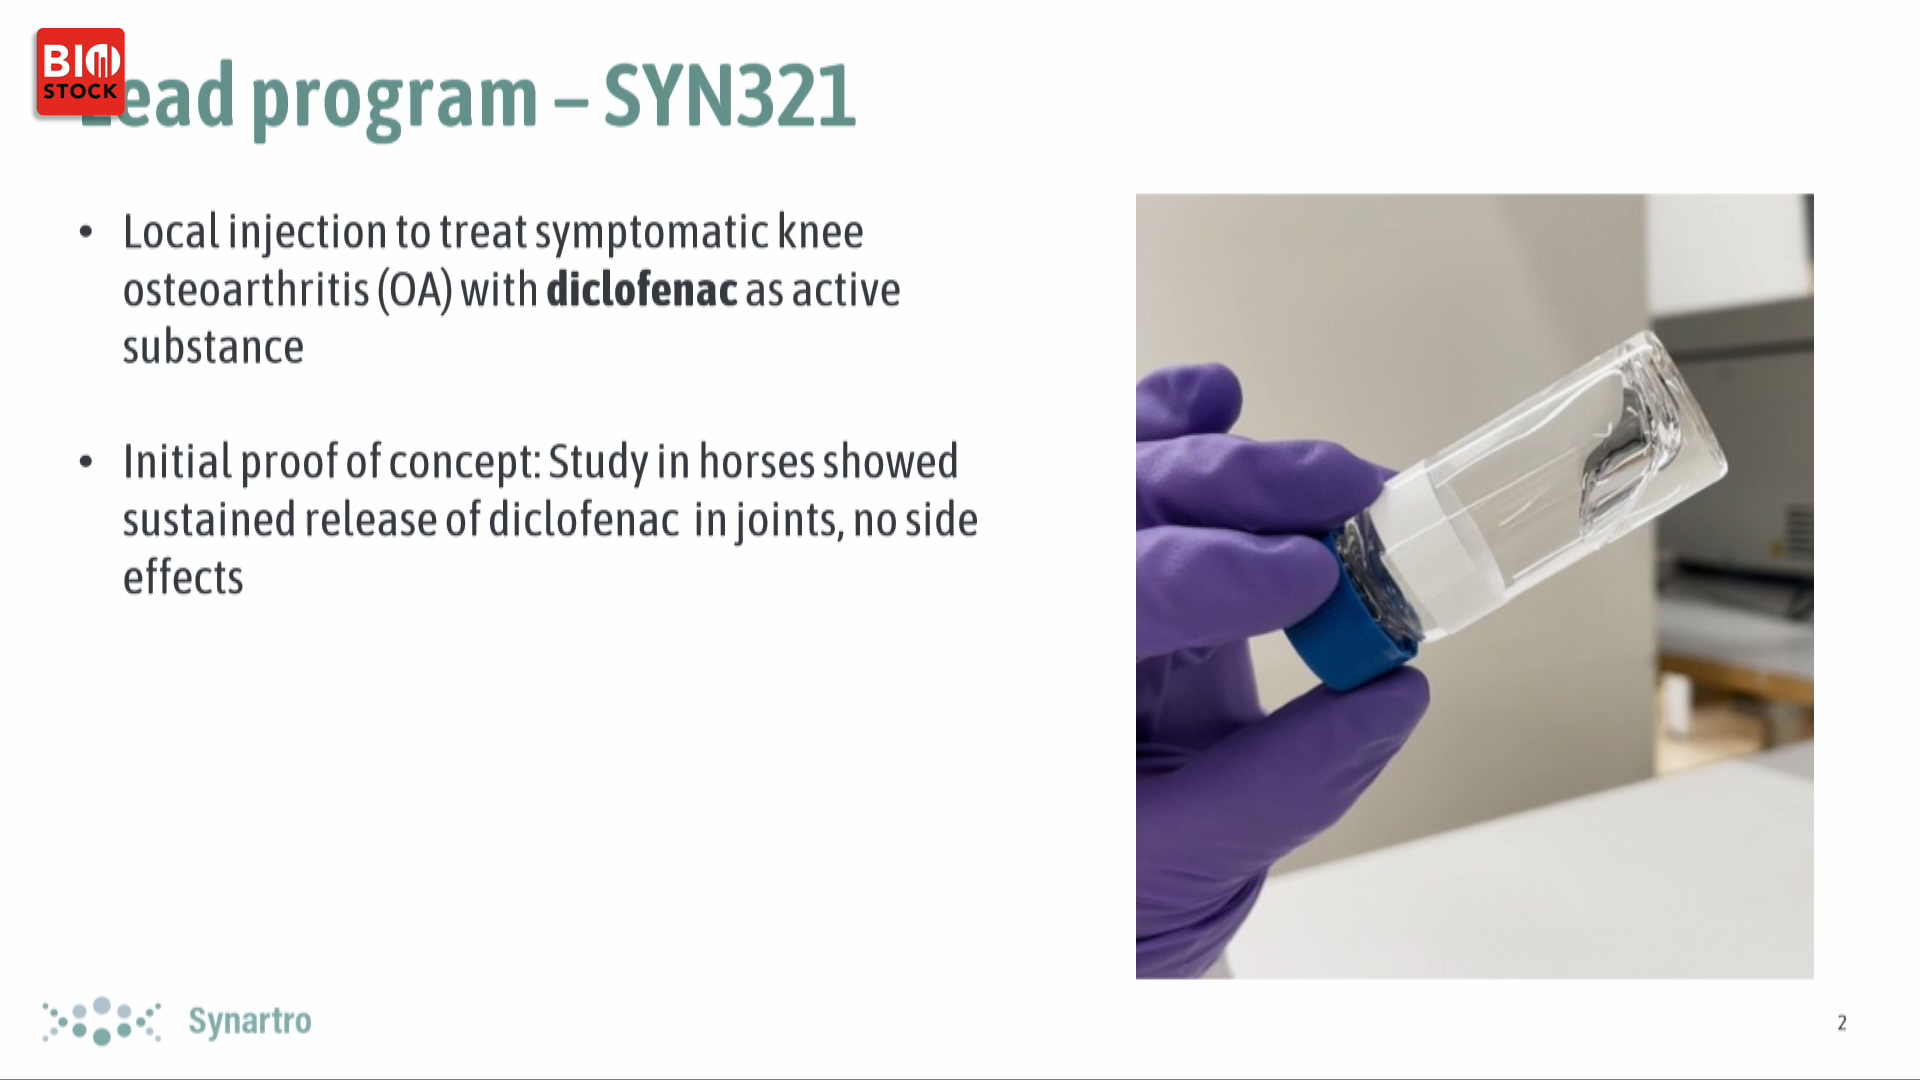 BIO
STOCK
Lead program – SYN321
• Local injection to treat symptomatic knee
osteoarthritis (OA) with diclofenac as active
substance
• Initial proof of concept: Study in horses showed
sustained release of diclofenac in joints, no side
effects
Synartro
2